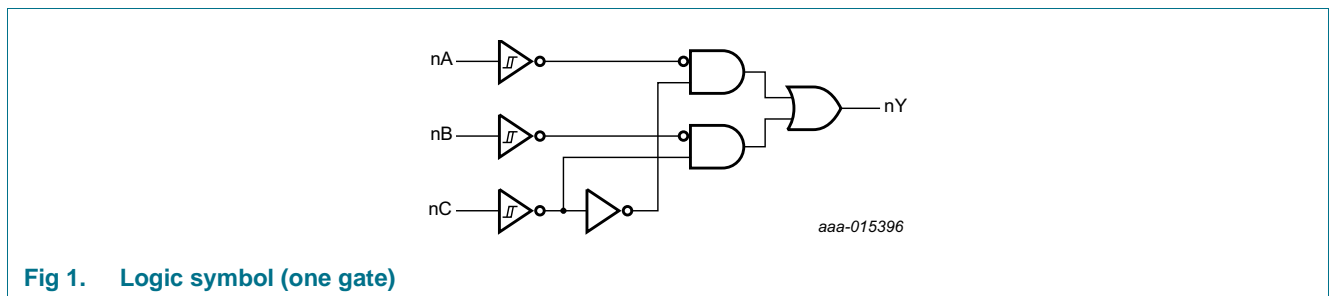 nA
nB
nC
nY
aaa-015396
Fig 1. Logic symbol (one gate)